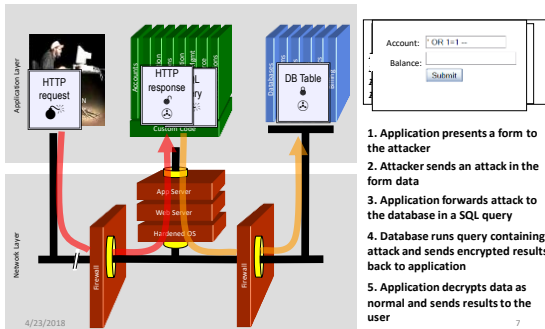 Application Layer
HTTP
request
Accounts
HTTP
response
Custom Code
Databases
DB Table
App Server
Web Server
Hardened OS
Network Layer
Firewall
Firewall
4/23/2018
Account:
' OR 1=1 --
Balance:
Submit
1. Application presents a form to
the attacker
2. Attacker sends an attack in the
form data
3. Application forwards attack to
the database in a SQL query
4. Database runs query containing
attack and sends encrypted results
back to application
5. Application decrypts data as
normal and sends results to the
user
7